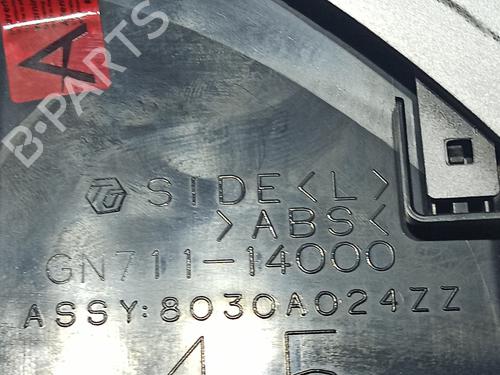 A
B-PARTS
SIDE<L>
>ABS<
GN711-14000
ASSY:8030A024ZZ